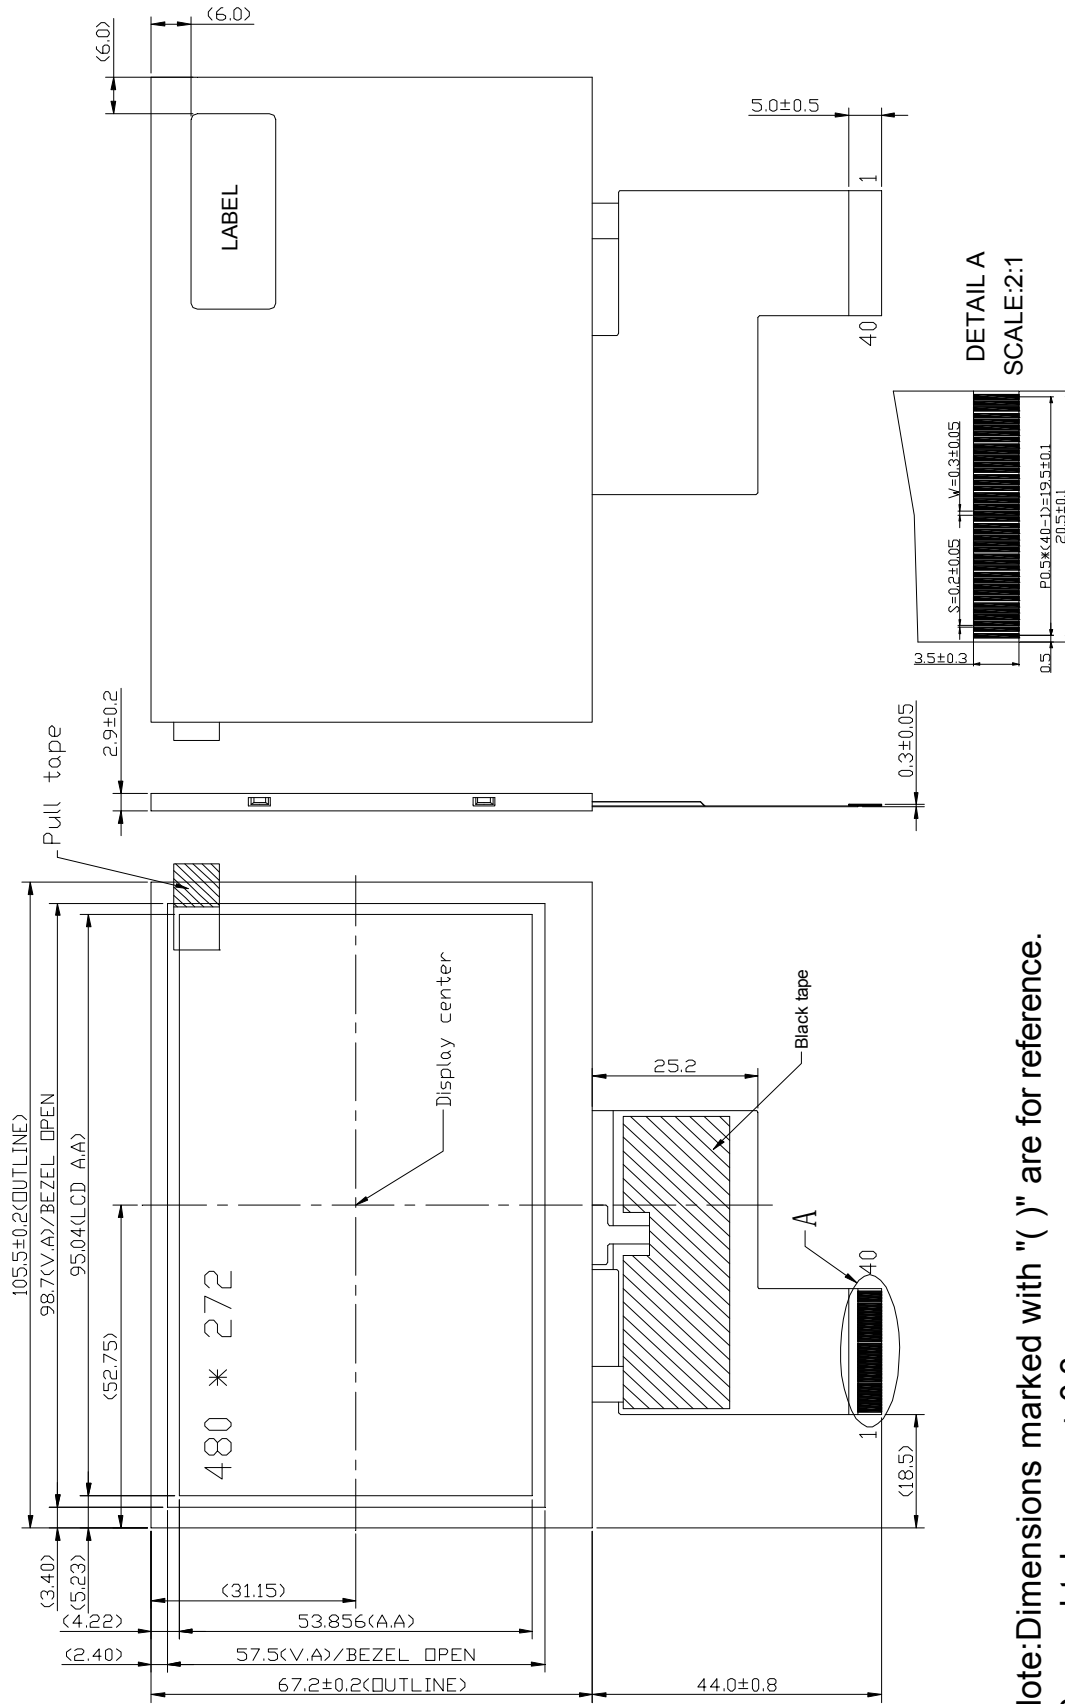 105.5±0.2(OUTLINE)
98.7(V.A)/BEZEL OPEN
95.04(LCD A.A)
(52.75)
(3.40)
(5.23)
(4.22)
(2.40)
(31.15)
53.856(A.A)
57.5(V.A)/BEZEL OPEN
67.2±0.2(OUTLINE)
44.0±0.8
480 * 272
Display center
Pull tape
Black tape
25.2
A
1
40
(18.5)
2.9±0.2
0.3±0.05
(6.0)
(6.0)
LABEL
5.0±0.5
40
1
DETAIL A
SCALE:2:1
S=0.2±0.05
W=0.3±0.05
3.5±0.3
0.5
P0.5*(40-1)=19.5±0.1
20.5±0.1
ote:Dimensions marked with "( )" are for reference.